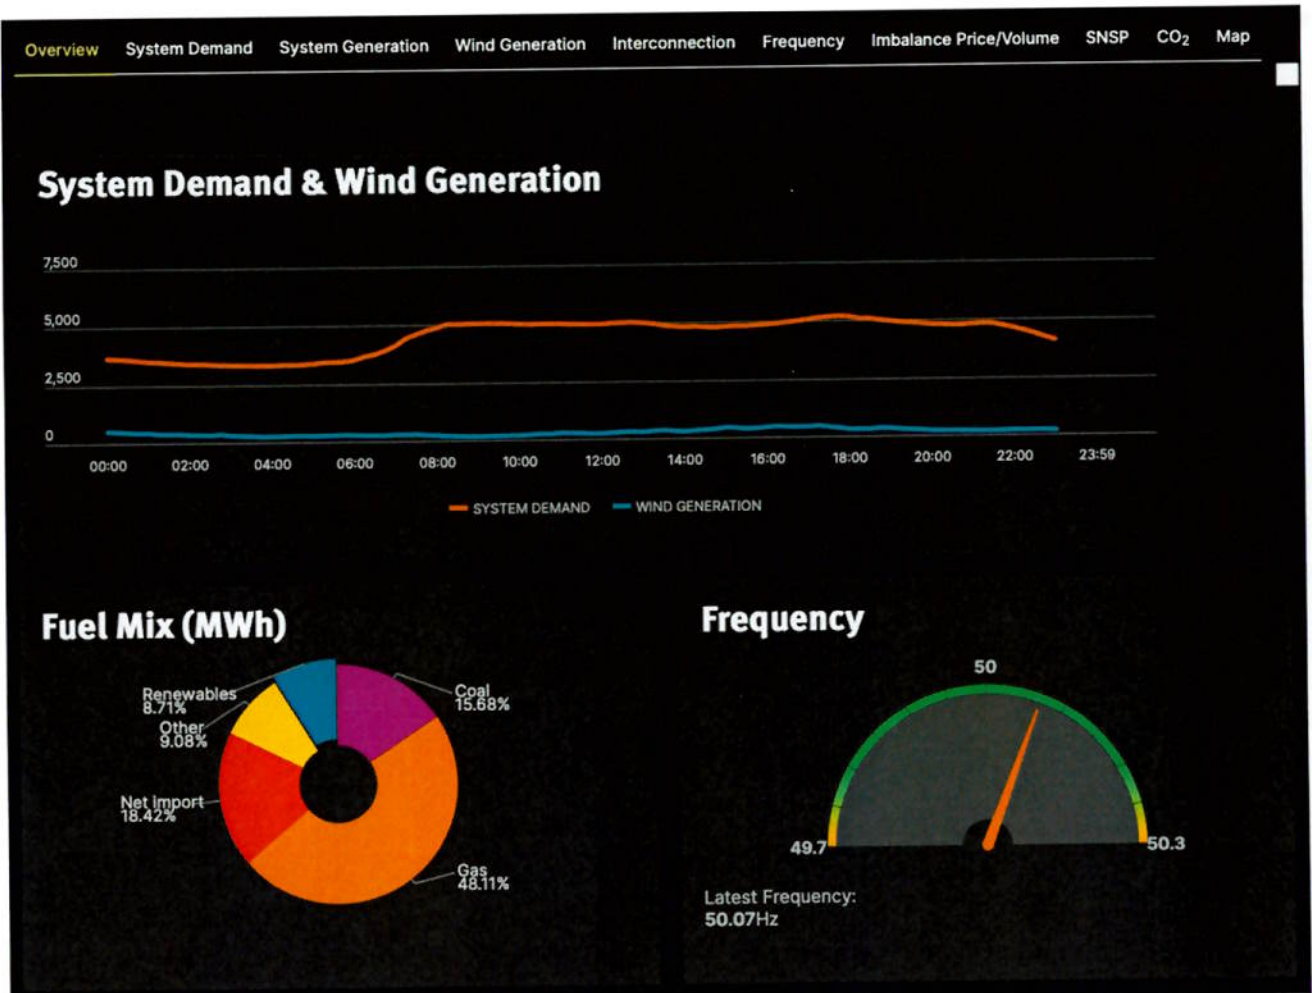 Overview System Demand System Generation Wind Generation Interconnection Frequency Imbalance Price/Volume SNSP CO₂ Map
System Demand & Wind Generation
7,500
5,000
2,500
0
00:00 02:00 04:00 06:00 08:00 10:00 12:00 14:00 16:00 18:00 20:00 22:00 23:59
SYSTEM DEMAND WIND GENERATION
Fuel Mix (MWh)
Renewables
8.71%
Other
9.08%
Net Import
18.42%
Coal
15.68%
Gas
48.11%
Frequency
50
49.7
50.3
Latest Frequency:
50.07Hz